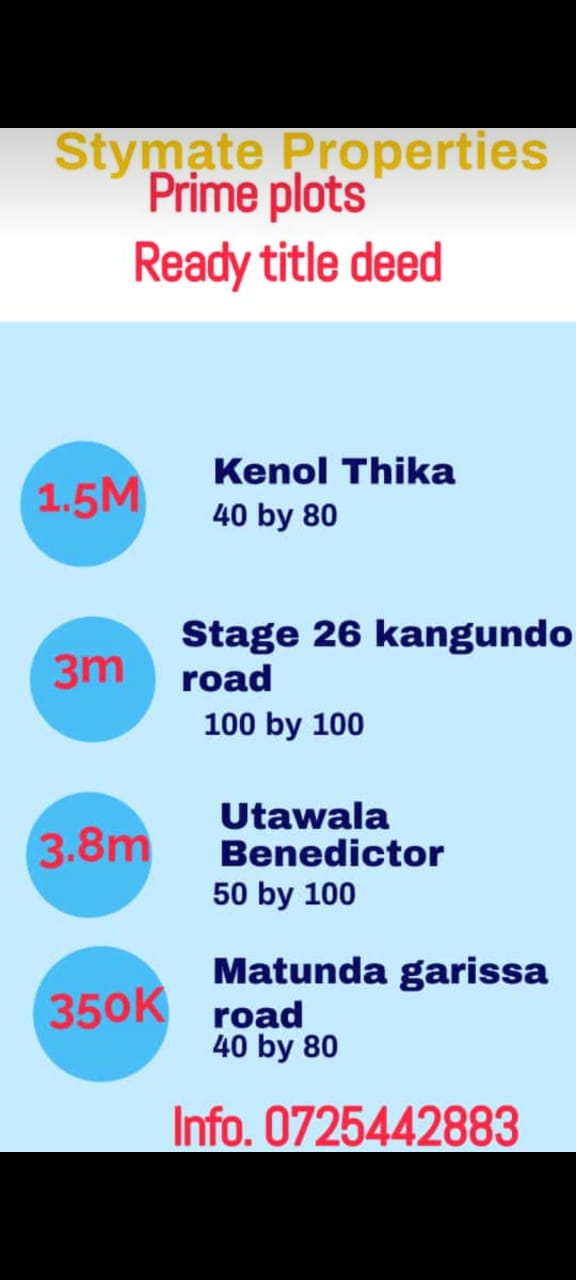 Stymate Properties
Prime plots
Ready title deed
1.5M
Kenol Thika
40 by 80
3m
Stage 26 kangundo
road
100 by 100
3.8m
Utawala
Benedictor
50 by 100
350K
Matunda garissa
road
40 by 80
Info. 0725442883